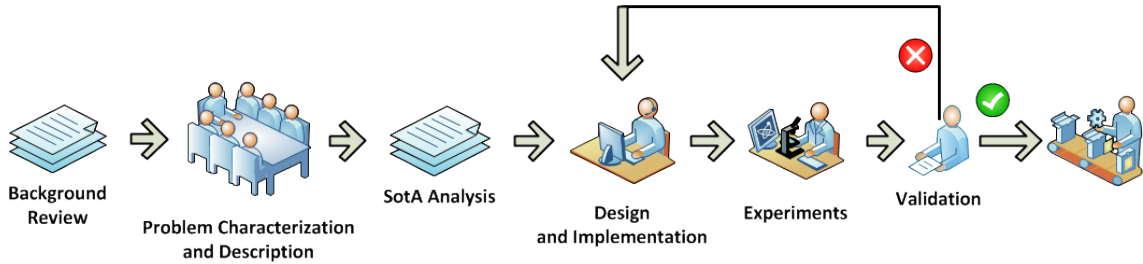 Background
Review
Problem Characterization
and Description
SotA Analysis
Design
and Implementation
Experiments
Validation